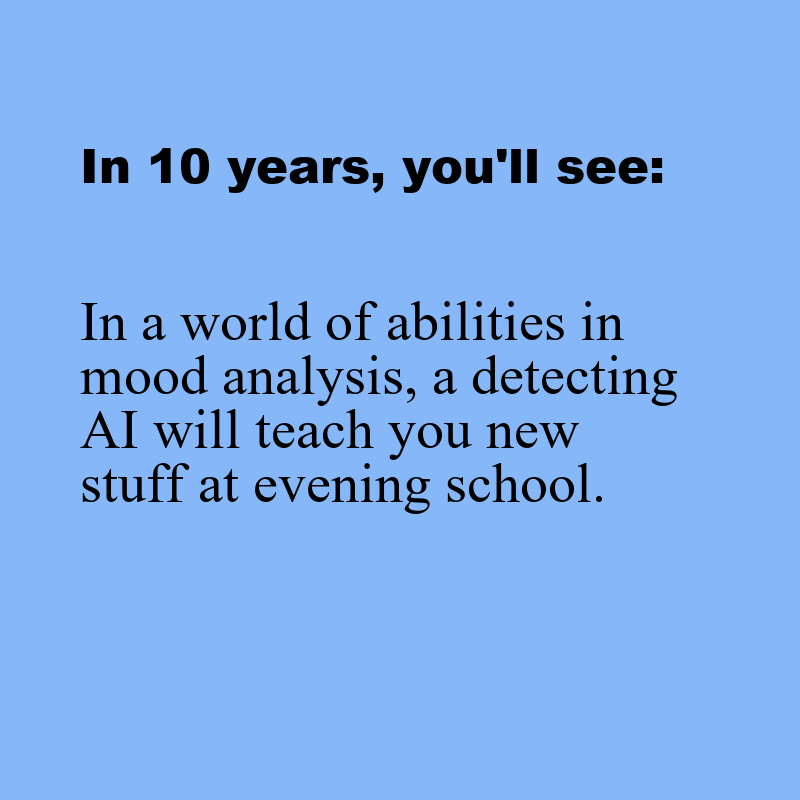 In 10 years, you'll see:
In a world of abilities in
mood analysis, a detecting
AI will teach you new
stuff at evening school.